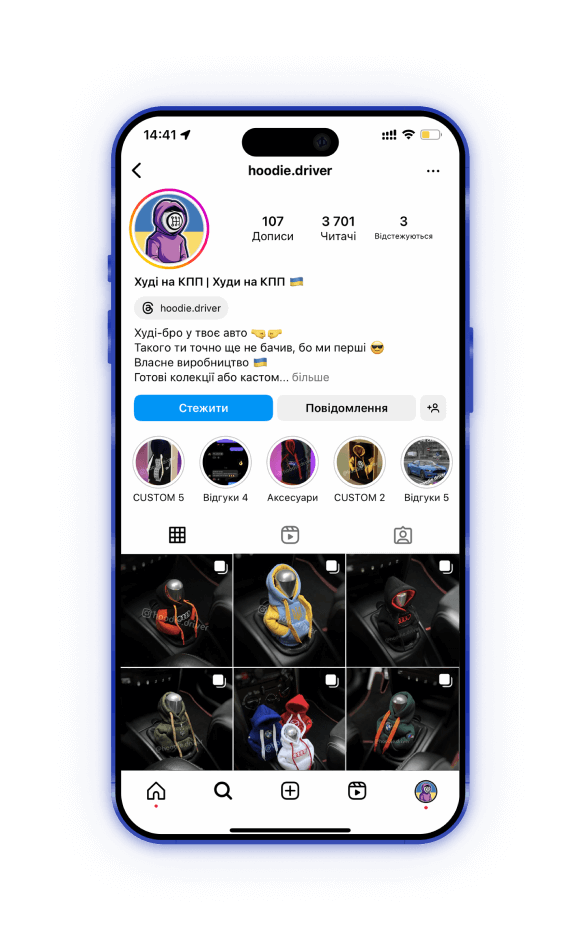 14:41
hoodie.driver
107
3 701
3
Дописи
Читачі
Відстежуються
Худі на КПП | Худи на КПП 🇺🇦
hoodie.driver
Худі-бро у твоє авто 🤜🤛
Такого ти точно ще не бачив, бо ми перші 😎
Власне виробництво 🇺🇦
Готові колекції або кастом... більше
Стежити
Повідомлення
CUSTOM 5
Відгуки 4
Аксесуари
CUSTOM 2
Відгуки 5